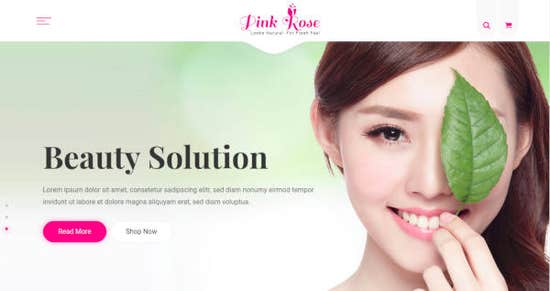 Pink Rose
Looks Natural For Fresh Feel
Beauty Solution
Lorem ipsum dolor sit amet, consetetur sadipscing elitr, sed diam nonumy eirmod tempor
invidunt ut labore et dolore magna aliquyam erat, sed diam voluptua.
Read More
Shop Now